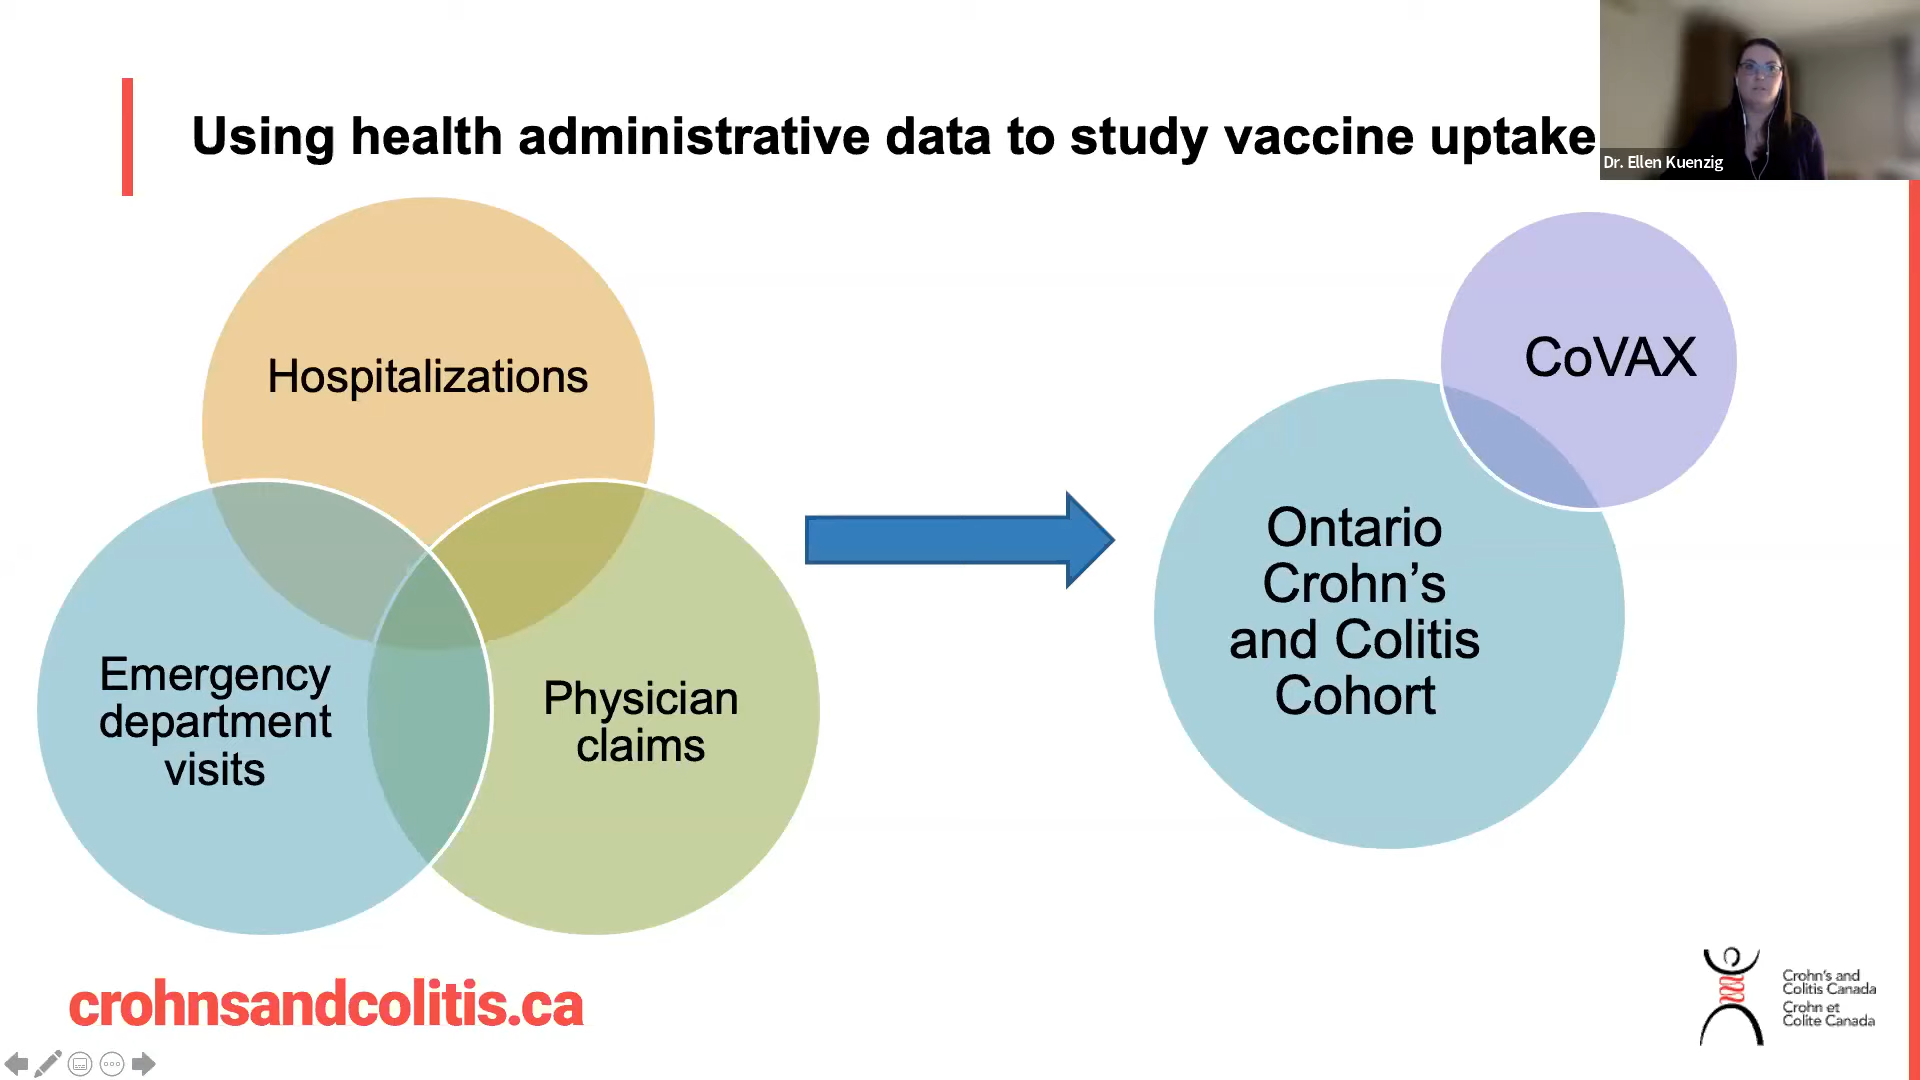 Using health administrative data to study vaccine uptake
Dr. Ellen Kuenzig
Hospitalizations
Emergency
department
visits
Physician
claims
CoVAX
Ontario
Crohn’s
and Colitis
Cohort
crohnsandcolitis.ca
Crohn's and
Colitis Canada
Crohn et
Colite Canada